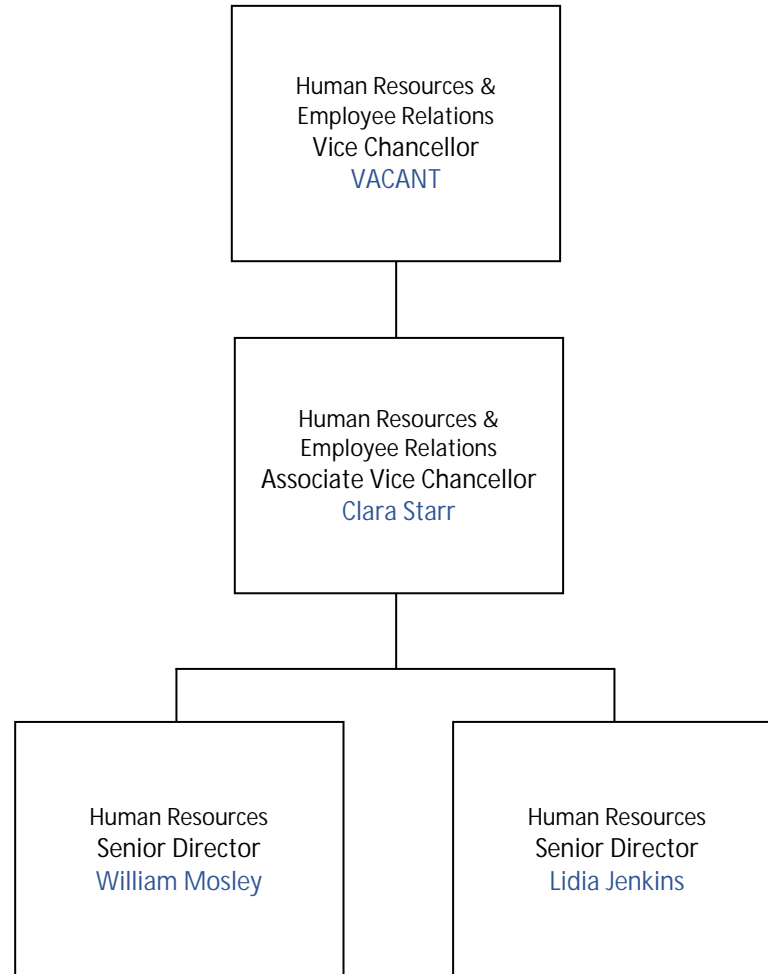 Human Resources &
Employee Relations
Vice Chancellor
VACANT
Human Resources &
Employee Relations
Associate Vice Chancellor
Clara Starr
Human Resources
Senior Director
William Mosley
Human Resources
Senior Director
Lidia Jenkins